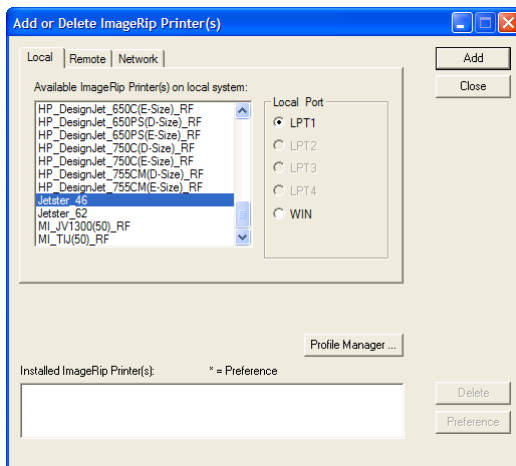 Add or Delete ImageRip Printer(s)
Local Remote Network
Add
Close
Available ImageRip Printer(s) on local system:
HP_DesignJet_650C(E-Size)_RF
HP_DesignJet_650PS(D-Size)_RF
HP_DesignJet_650PS(E-Size)_RF
HP_DesignJet_750C(D-Size)_RF
HP_DesignJet_750C(E-Size)_RF
HP_DesignJet_755CM(D-Size)_RF
HP_DesignJet_755CM(E-Size)_RF
Jetster_46
Jetster_62
MI_JV1300(50)_RF
MI_TIJ(50)_RF
Local Port
LPT1
LPT2
LPT3
LPT4
WIN
Profile Manager ...
Installed ImageRip Printer(s): * = Preference
Delete
Preference